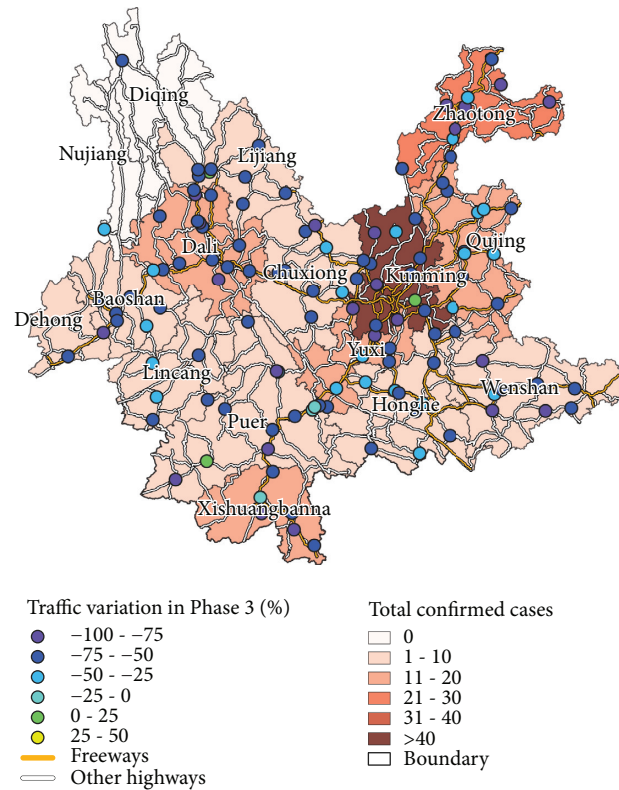 Diqing
Zhaotong
Nujiang
Lijiang
Qujing
Dali
Chuxiong
Kunming
Baoshan
Dehong
Yuxi
Lincang
Wenshan
Honghe
Puer
Xishuangbanna
Traffic variation in Phase 3 (%)
−100 - −75
−75 - −50
−50 - −25
−25 - 0
0 - 25
25 - 50
Freeways
Other highways
Total confirmed cases
0
1 - 10
11 - 20
21 - 30
31 - 40
>40
Boundary